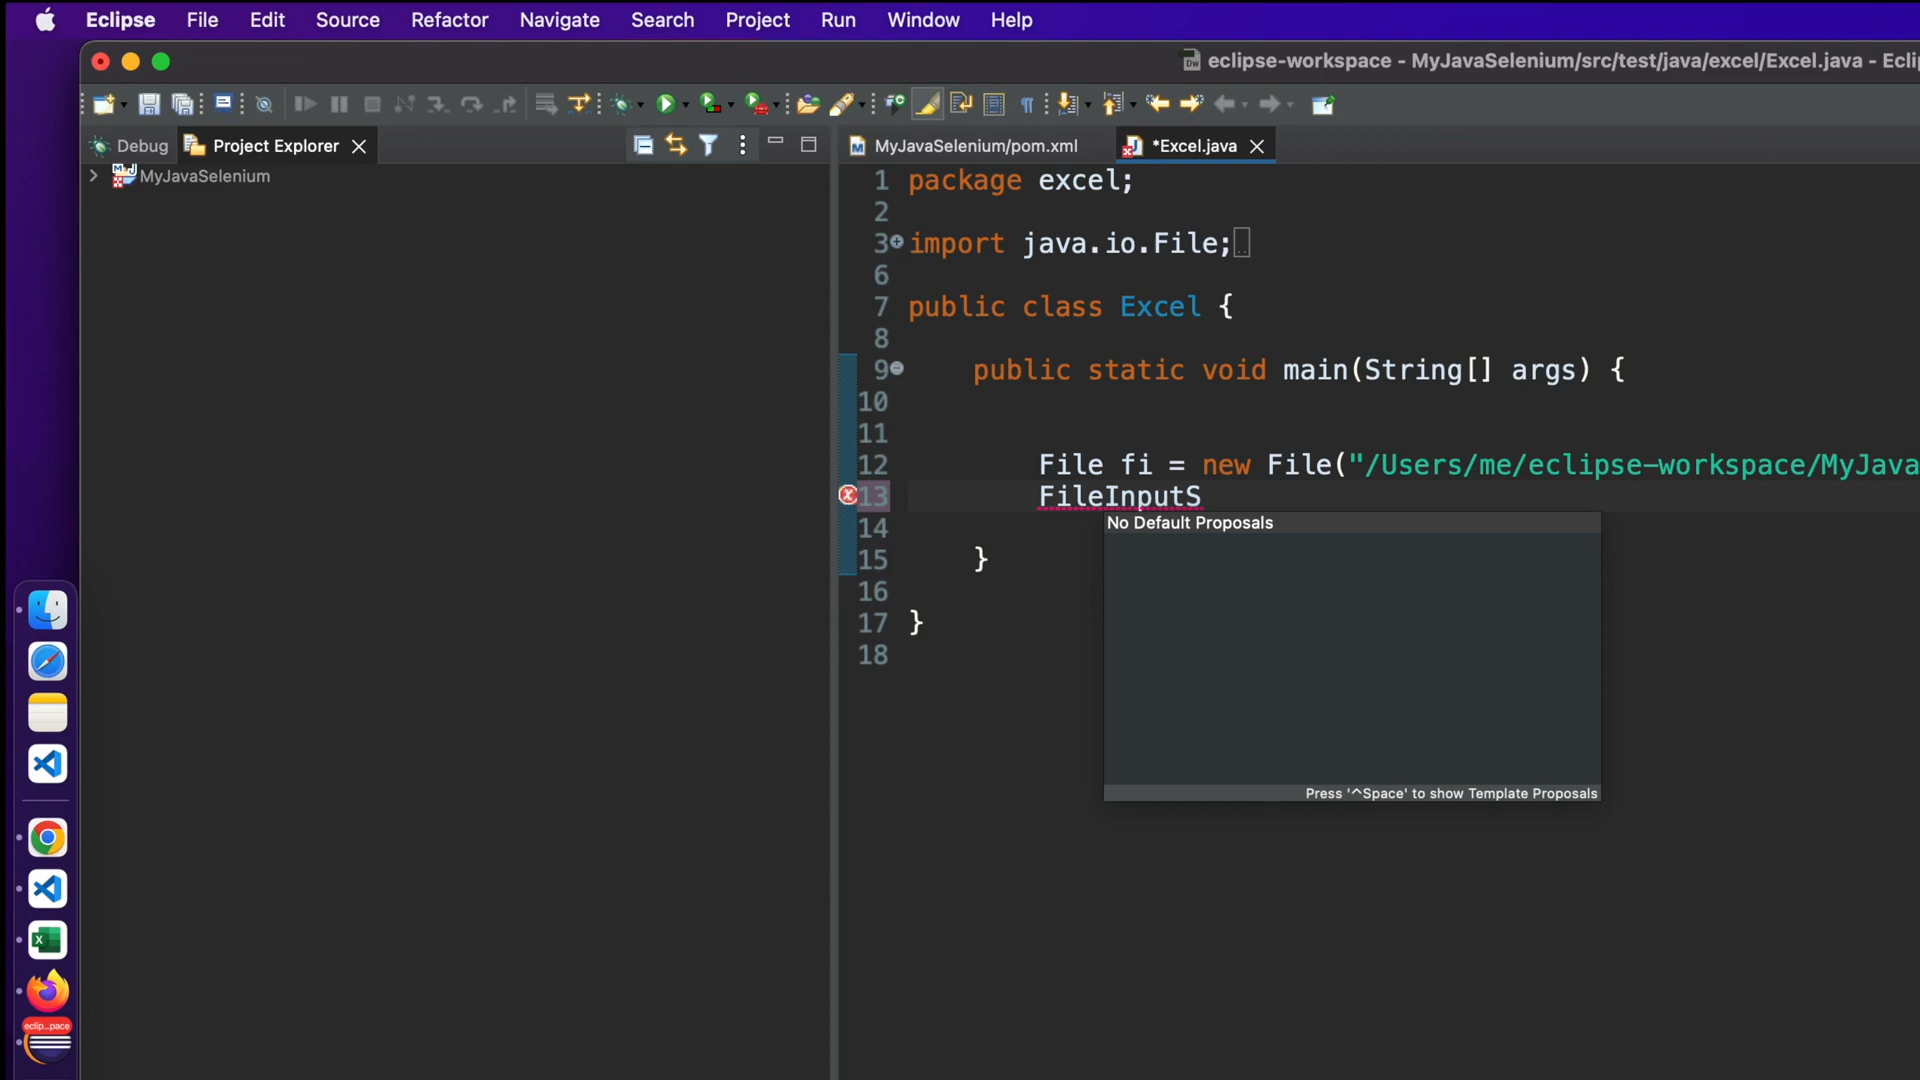 Eclipse File Edit Source Refactor Navigate Search Project Run Window Help
eclipse-workspace - MyJavaSelenium/src/test/java/excel/Excel.java - Ecli
Debug Project Explorer MyJavaSelenium/pom.xml *Excel.java
MyJavaSelenium
1 package excel;
2
3 import java.io.File;
6
7 public class Excel {
8
9 public static void main(String[] args) {
10
11
12 File fi = new File("/Users/me/eclipse-workspace/MyJava
13 FileInputS
No Default Proposals
14
15 }
16
17 }
18
Press '^Space' to show Template Proposals
eclip...pace